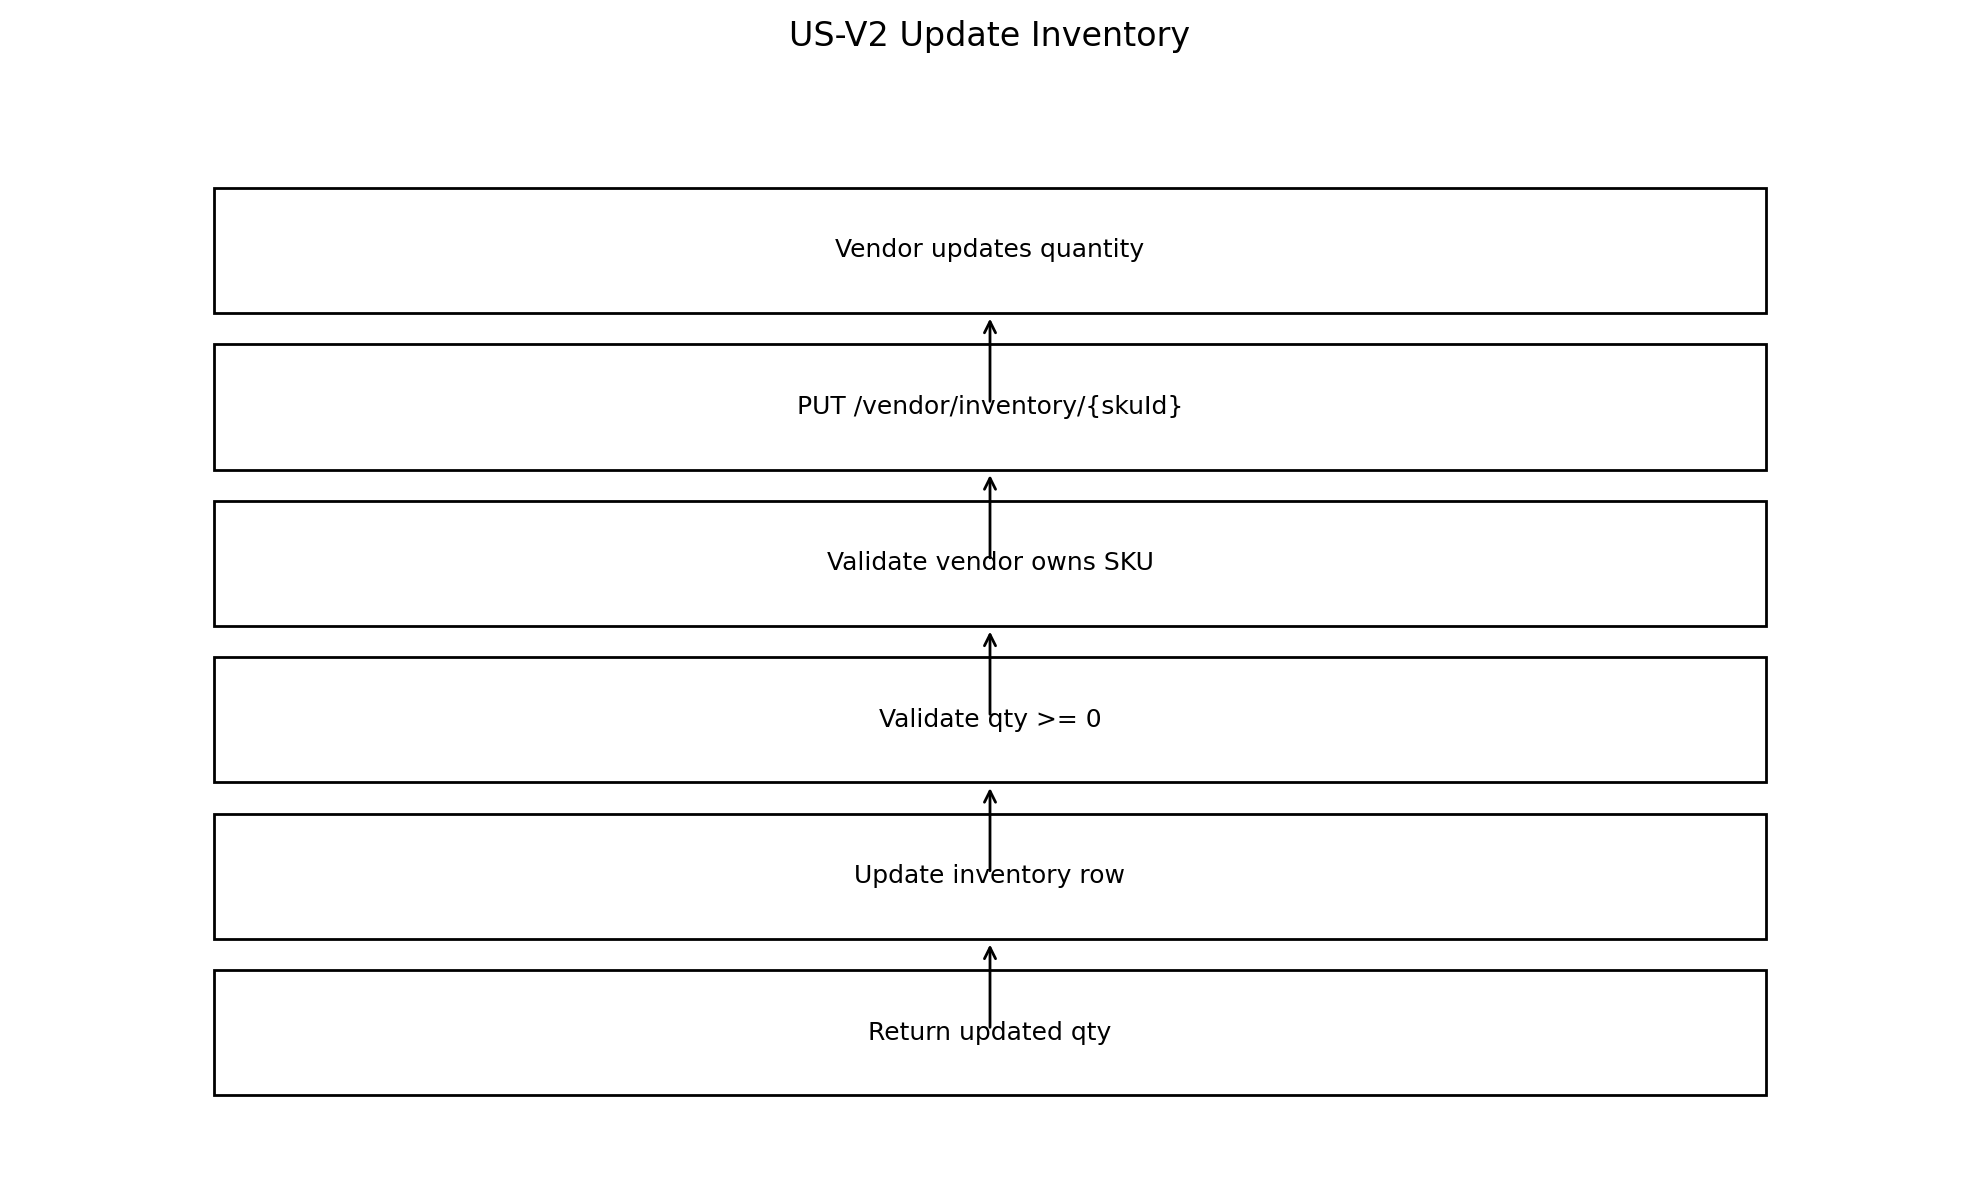 US-V2 Update Inventory
Vendor updates quantity
PUT /vendor/inventory/{skuId}
Validate vendor owns SKU
Validate qty >= 0
Update inventory row
Return updated qty